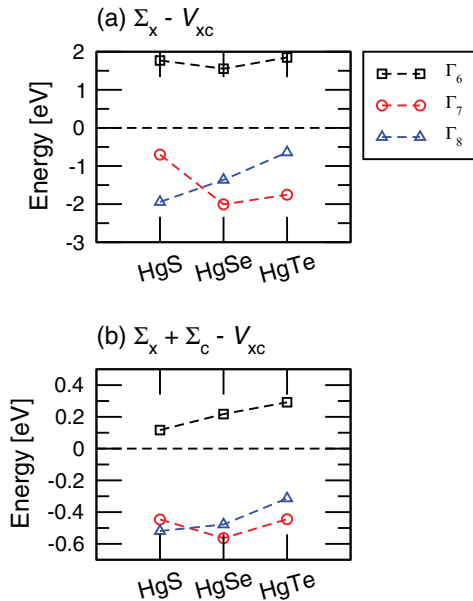 (a) Σx - Vxc
Energy [eV]
2
1
0
-1
-2
-3
HgS HgSe HgTe
Γ6
Γ7
Γ8
(b) Σx + Σc - Vxc
Energy [eV]
0.4
0.2
0
-0.2
-0.4
-0.6
HgS HgSe HgTe